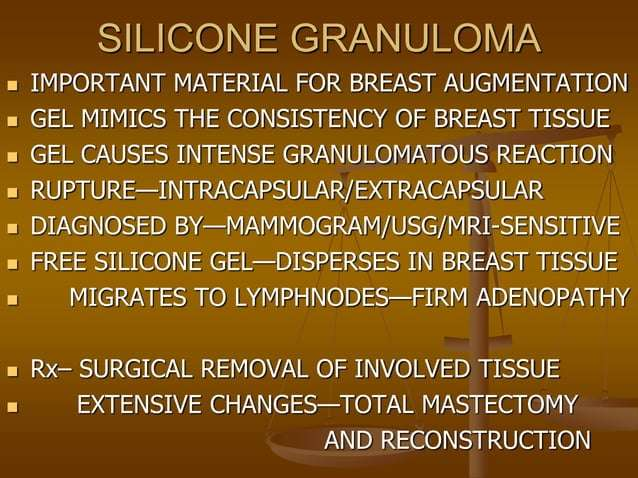 SILICONE GRANULOMA
IMPORTANT MATERIAL FOR BREAST AUGMENTATION
GEL MIMICS THE CONSISTENCY OF BREAST TISSUE
GEL CAUSES INTENSE GRANULOMATOUS REACTION
RUPTURE—INTRACAPSULAR/EXTRACAPSULAR
DIAGNOSED BY—MAMMOGRAM/USG/MRI-SENSITIVE
FREE SILICONE GEL—DISPERSES IN BREAST TISSUE
MIGRATES TO LYMPHNODES—FIRM ADENOPATHY
Rx– SURGICAL REMOVAL OF INVOLVED TISSUE
EXTENSIVE CHANGES—TOTAL MASTECTOMY
AND RECONSTRUCTION